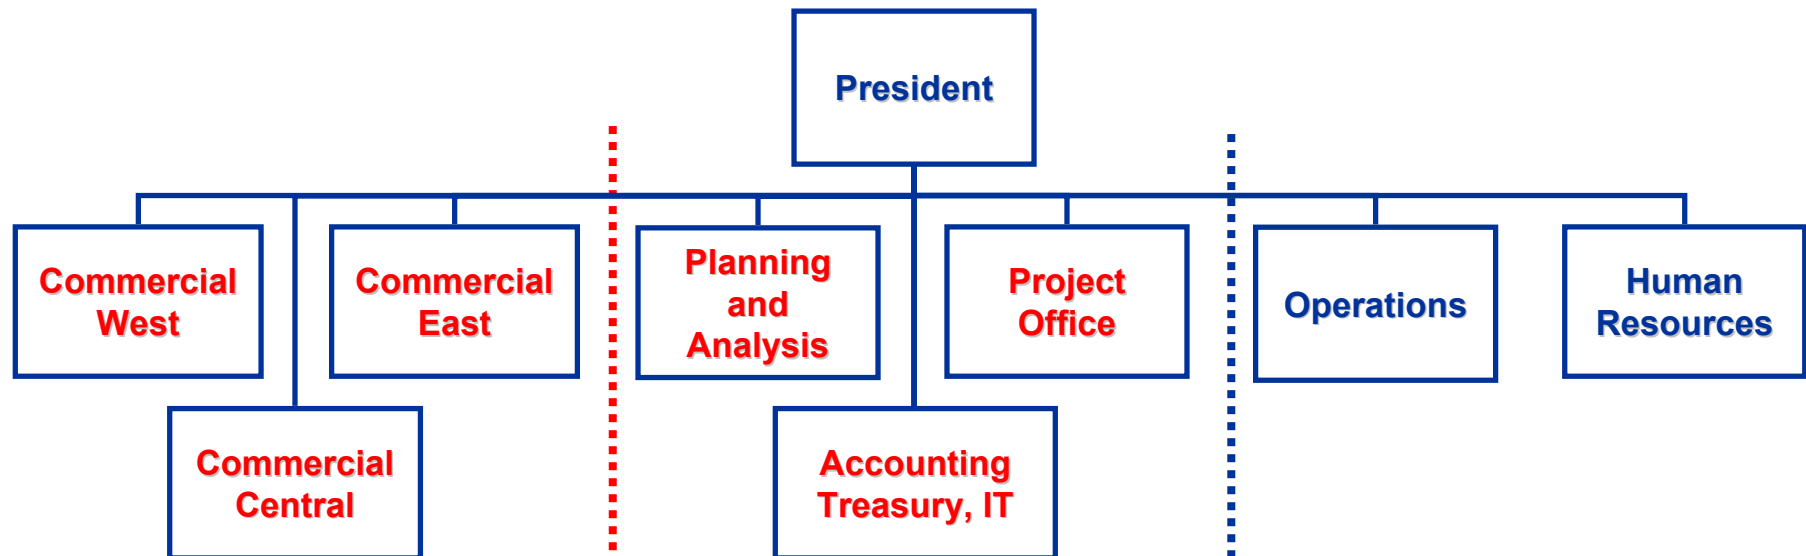 President
Commercial
West
Commercial
East
Planning
and
Analysis
Project
Office
Operations
Human
Resources
Commercial
Central
Accounting
Treasury, IT